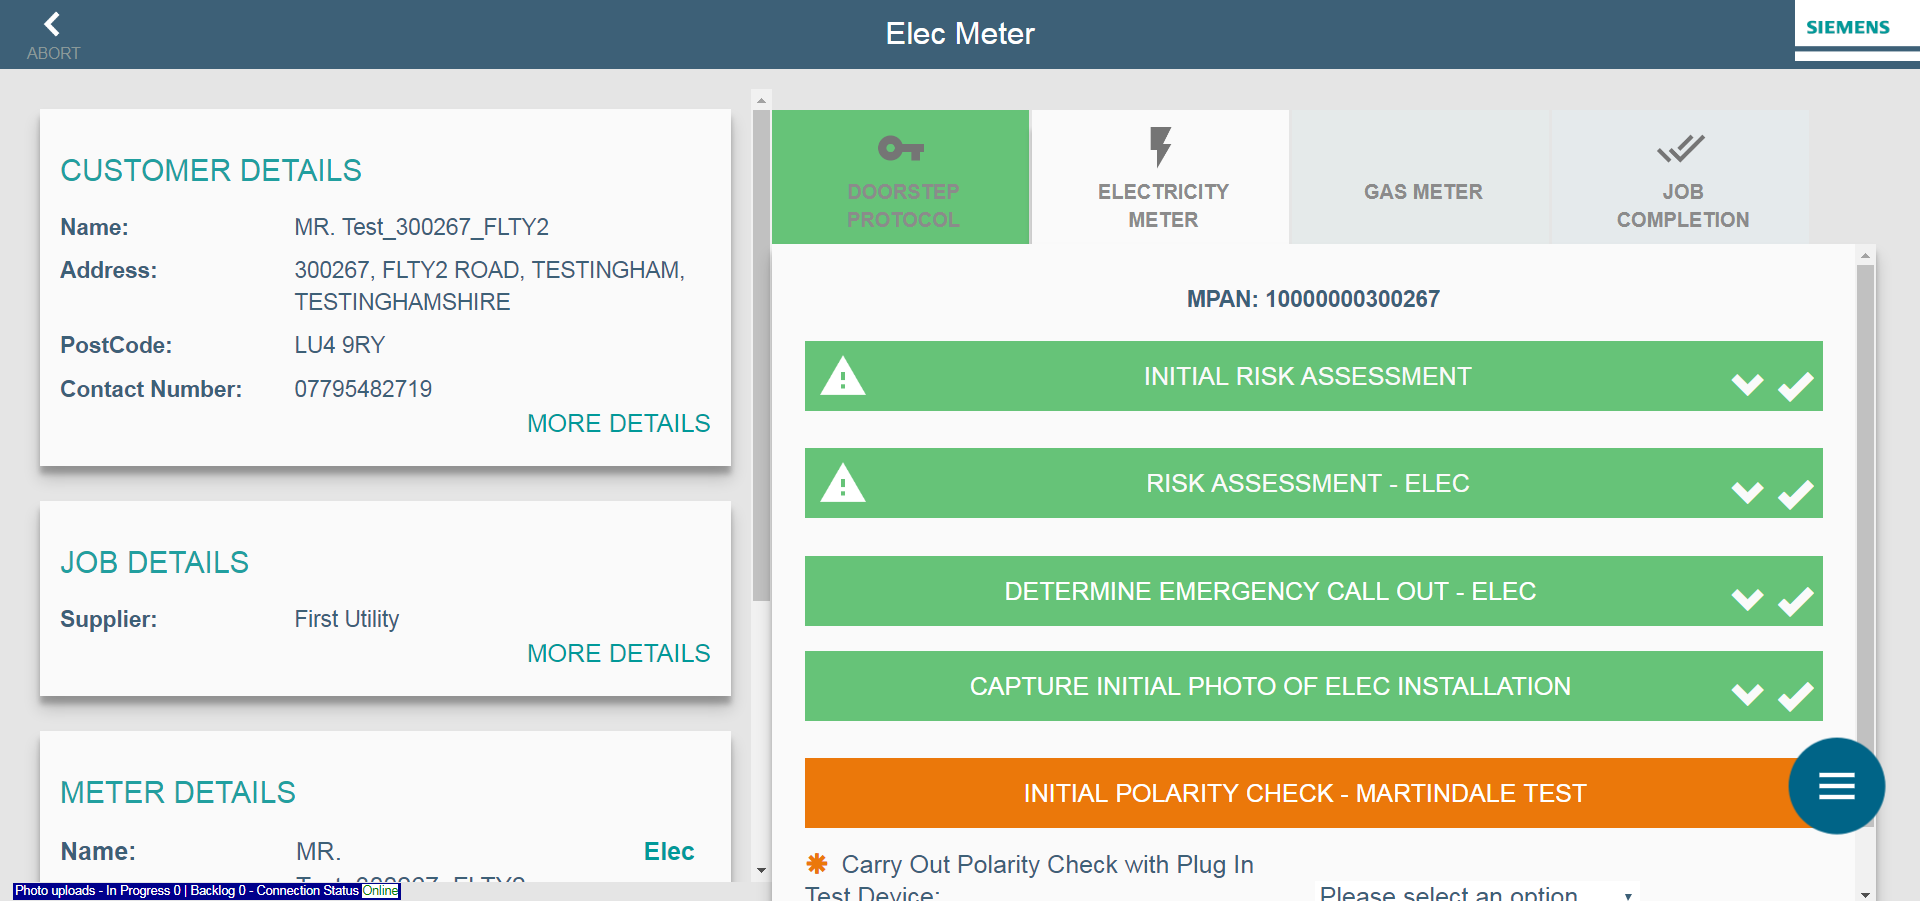 ABORT
Elec Meter
SIEMENS
CUSTOMER DETAILS
Name: MR. Test_300267_FLTY2
Address: 300267, FLTY2 ROAD, TESTINGHAM,
TESTINGHAMSHIRE
PostCode: LU4 9RY
Contact Number: 07795482719
MORE DETAILS
JOB DETAILS
Supplier: First Utility
MORE DETAILS
METER DETAILS
Name: MR. Elec
Test_300267_FLTY2
Photo uploads - In Progress 0 | Backlog 0 - Connection Status Online
DOORSTEP
PROTOCOL
ELECTRICITY
METER
GAS METER
JOB
COMPLETION
MPAN: 10000000300267
INITIAL RISK ASSESSMENT
RISK ASSESSMENT - ELEC
DETERMINE EMERGENCY CALL OUT - ELEC
CAPTURE INITIAL PHOTO OF ELEC INSTALLATION
INITIAL POLARITY CHECK - MARTINDALE TEST
Carry Out Polarity Check with Plug In
Test Device: Please select an option